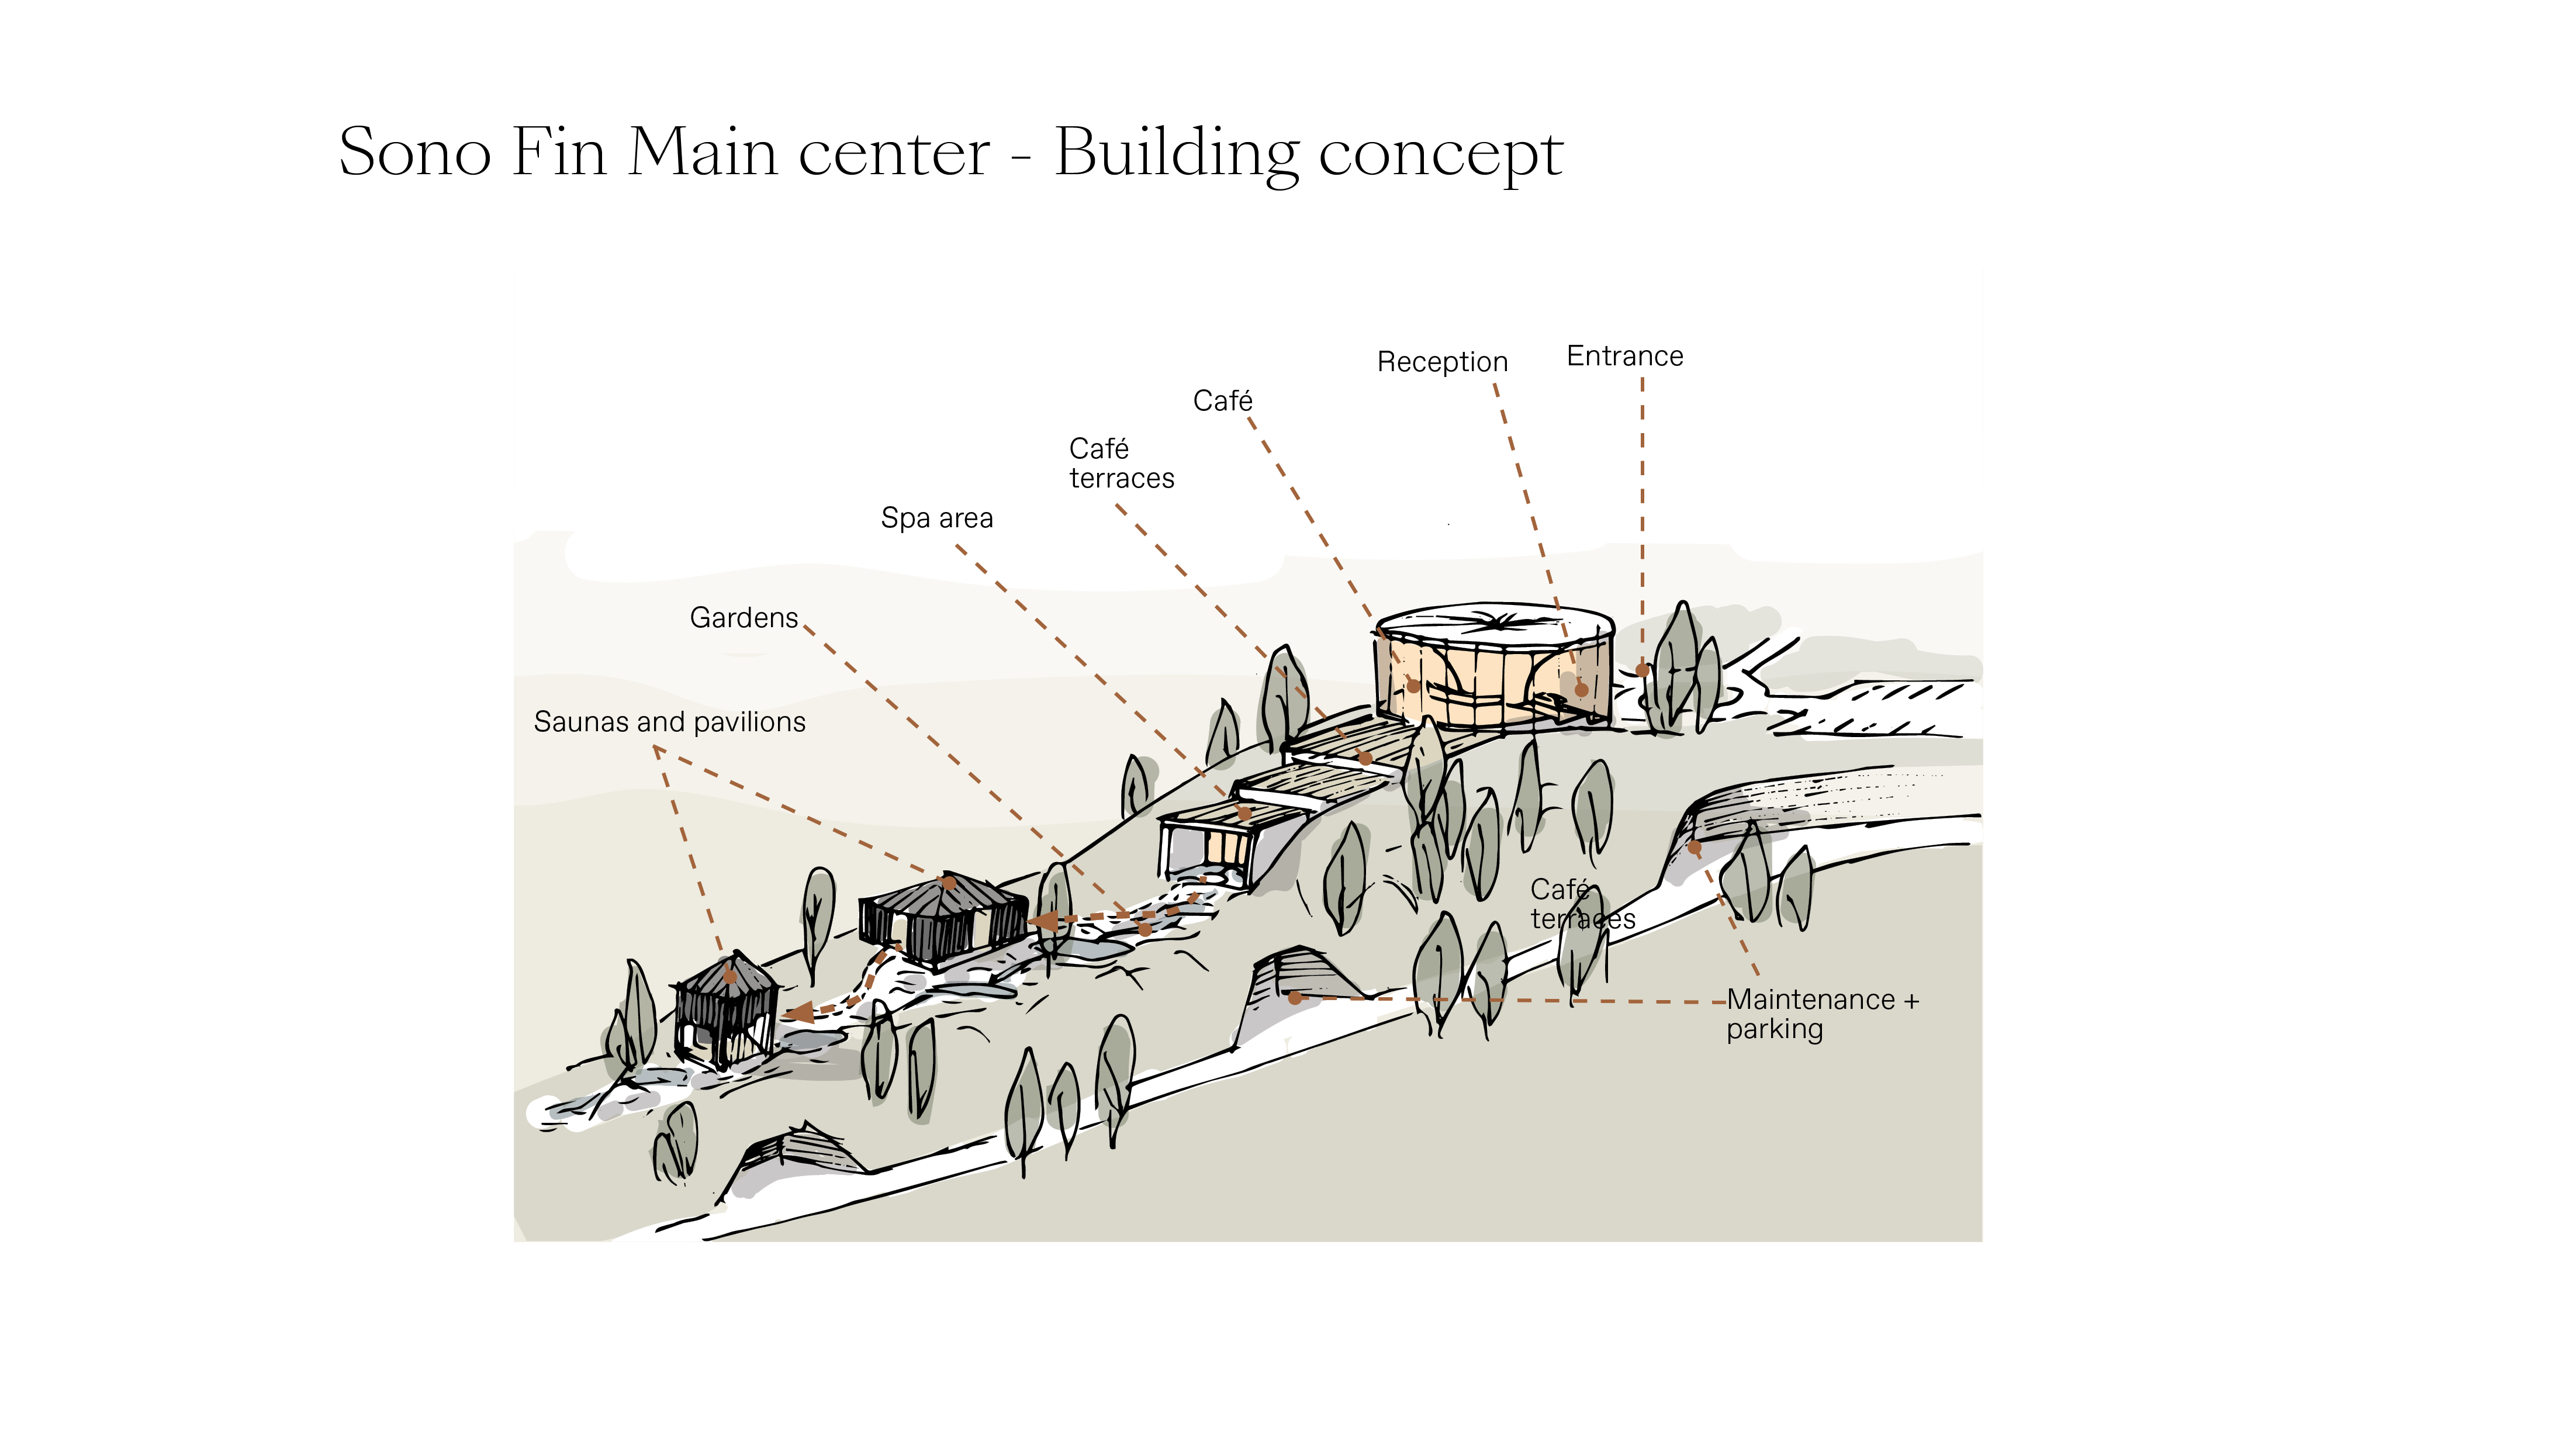 Sono Fin Main center - Building concept
Reception
Entrance
Café
Café
terraces
Spa area
Gardens
Saunas and pavilions
Café
terraces
Maintenance +
parking